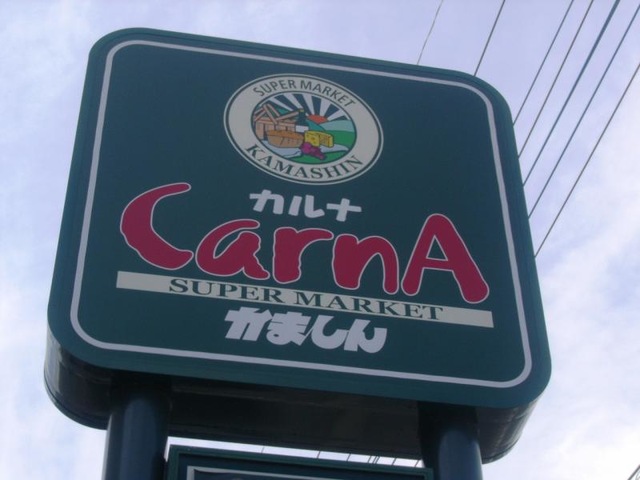 SUPER MARKET
KAMASHIN
カルナ
CarnA
SUPER MARKET
かましん